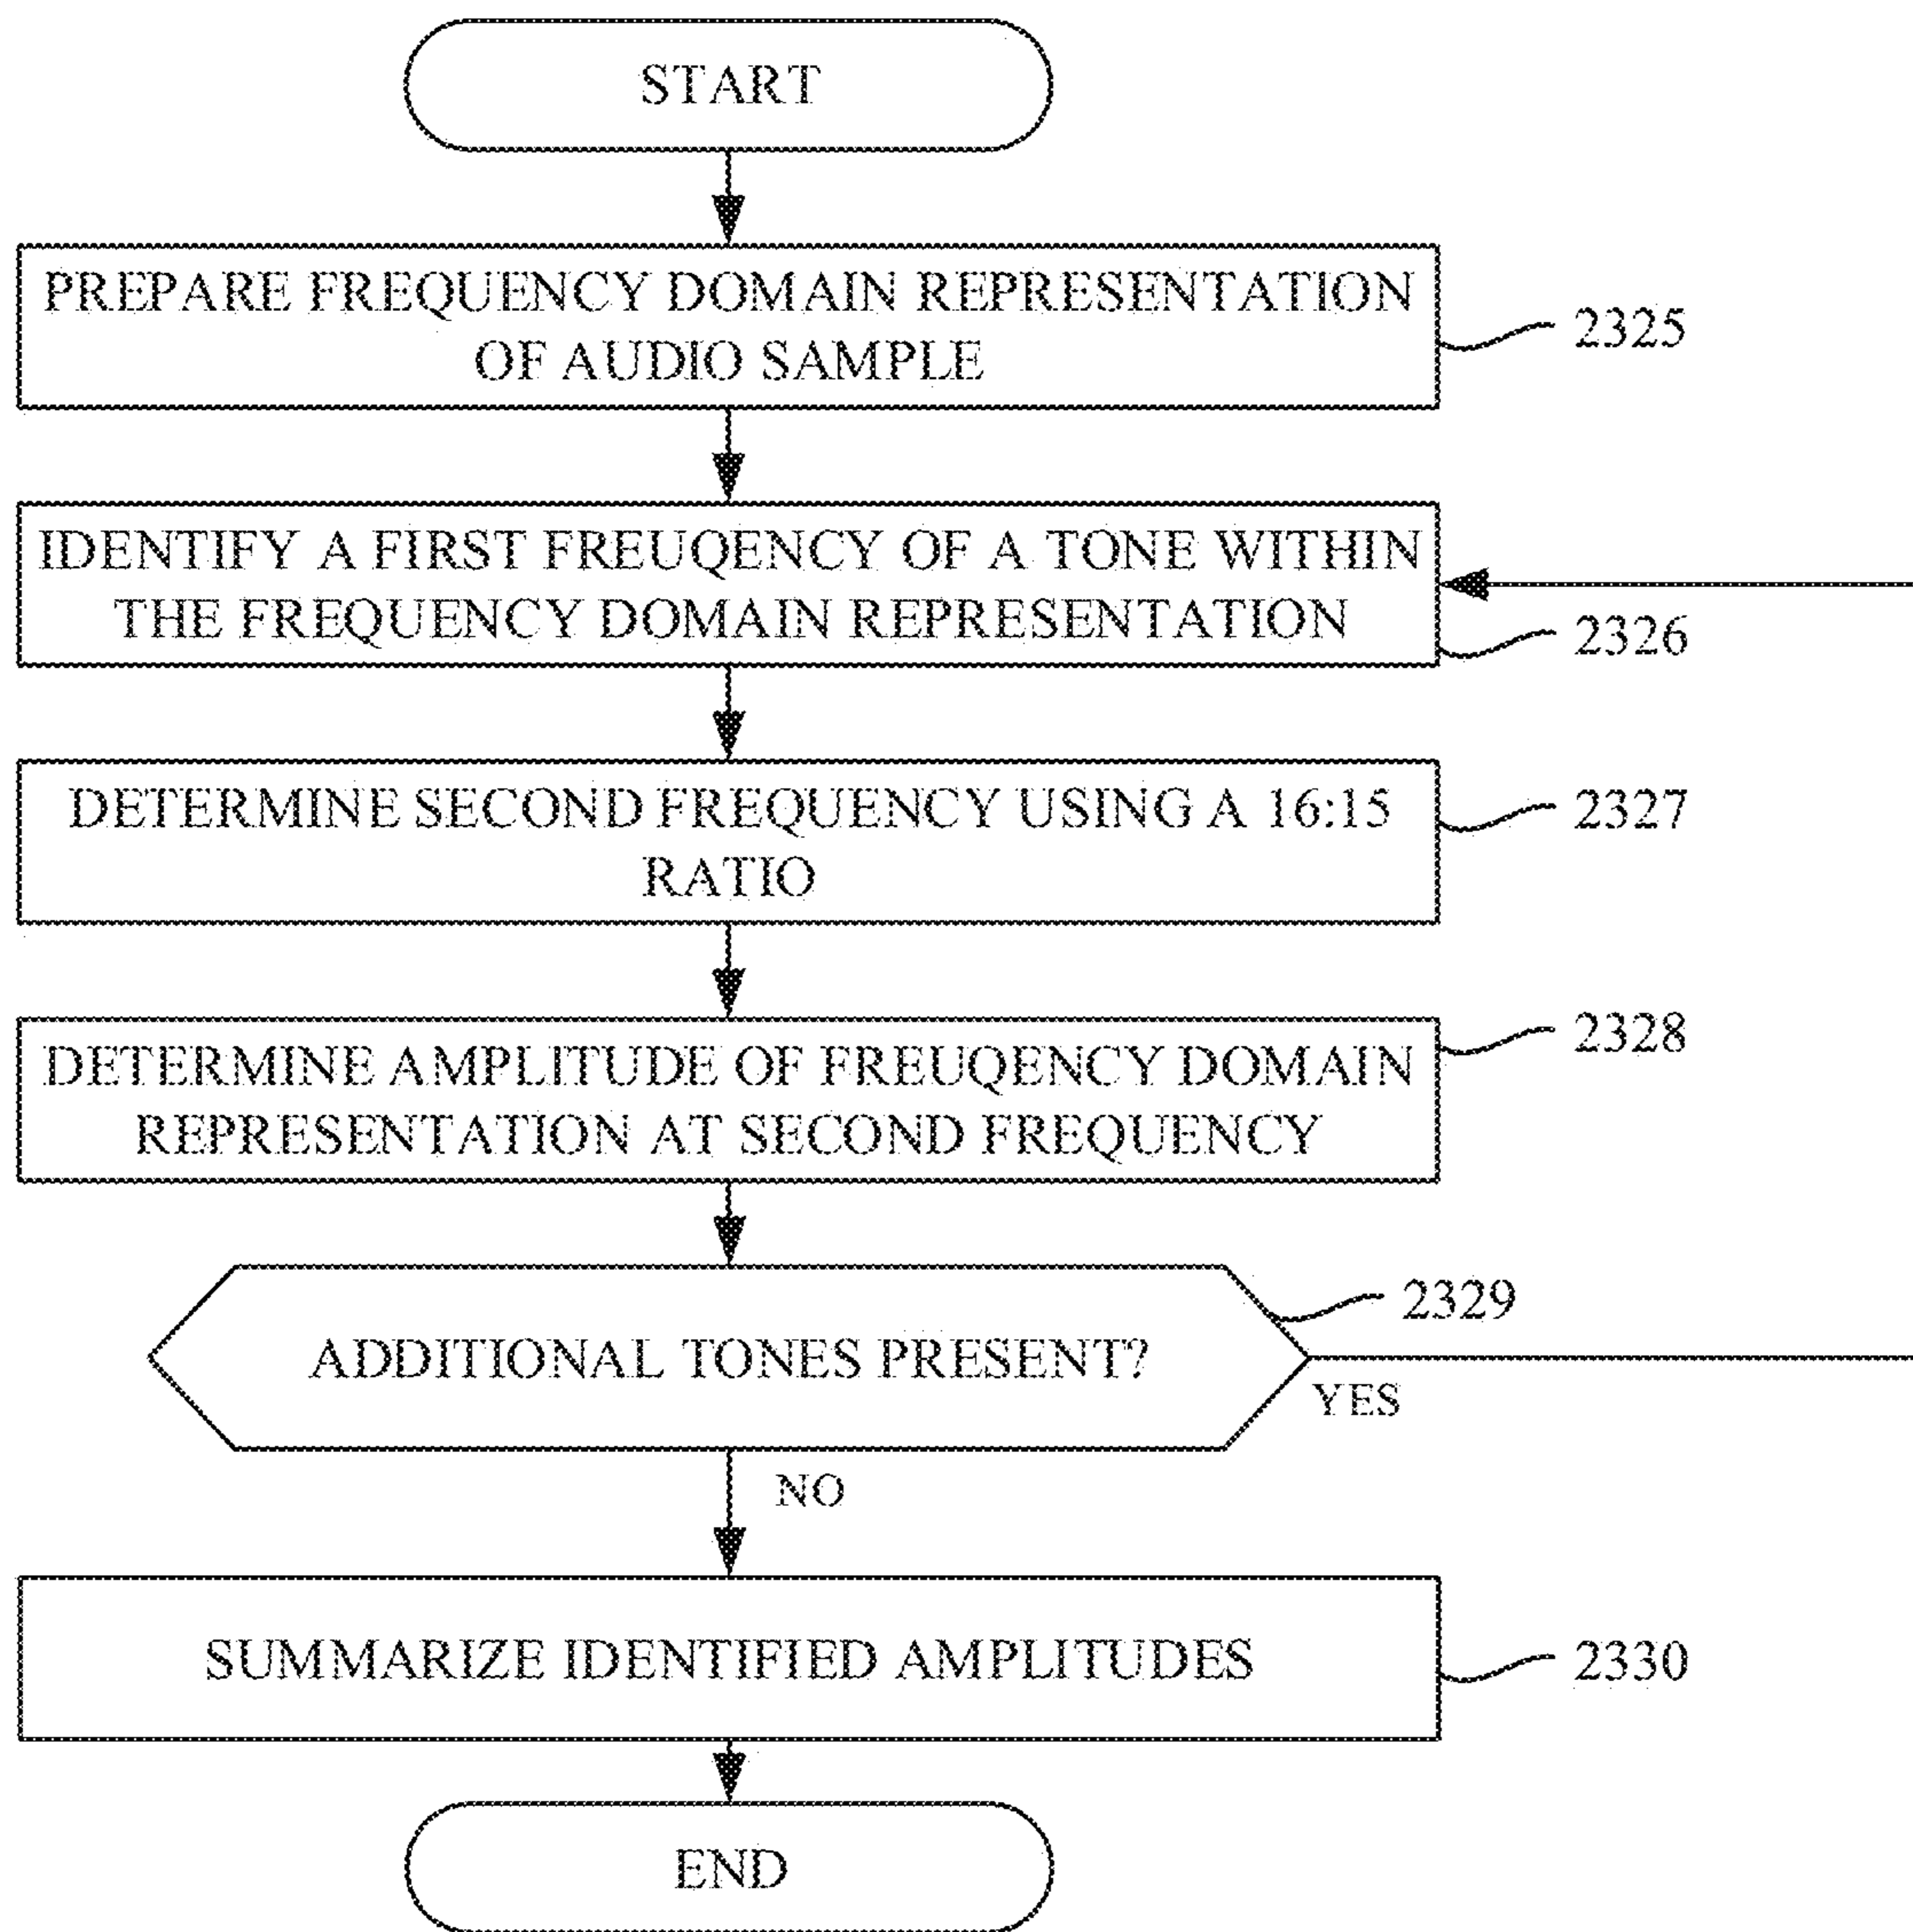 START
PREPARE FREQUENCY DOMAIN REPRESENTATION
OF AUDIO SAMPLE
2325
IDENTIFY A FIRST FREUQENCY OF A TONE WITHIN
THE FREQUENCY DOMAIN REPRESENTATION
2326
DETERMINE SECOND FREQUENCY USING A 16:15
RATIO
2327
DETERMINE AMPLITUDE OF FREUQENCY DOMAIN
REPRESENTATION AT SECOND FREQUENCY
2328
ADDITIONAL TONES PRESENT?
2329
YES
NO
SUMMARIZE IDENTIFIED AMPLITUDES
2330
END